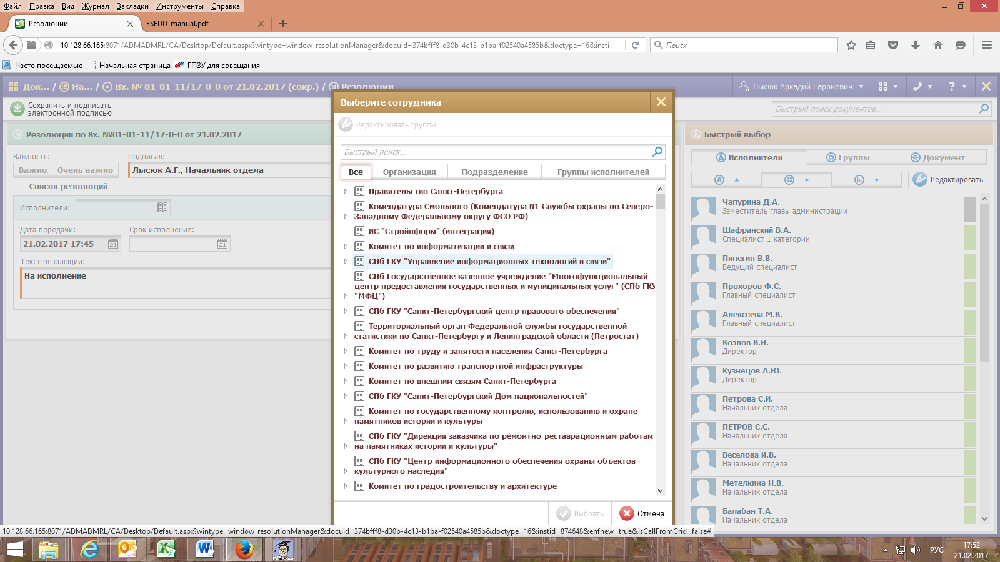 Файл Правка Вид Журнал Закладки Инструменты Справка
Резолюции
ESEDD_manual.pdf
10.128.66.165:8071/ADMADMRL/CA/Desktop/Default.aspx?wintype=window_resolutionManager&docuid=374bfff8-d30b-4c13-b1ba-f02540a4585b&doctype=16&insti
Поиск
Часто посещаемые Начальная страница ГПЗУ для совещания
Док... / На... / Вх. № 01-01-11/17-0-0 от 21.02.2017 (сокр.) / Резолюции
Лысюк Аркадий Гарриевич
?
Сохранить и подписать
электронной подписью
Быстрый поиск документов...
Резолюции по Вх. №01-01-11/17-0-0 от 21.02.2017
Важность:
Подписал:
Важно Очень важно
Лысюк А.Г., Начальник отдела
Список резолюций
Исполнители:
Дата передачи:
Срок исполнения:
21.02.2017 17:45
21
21
Текст резолюции:
На исполнение
Выберите сотрудника
Редактировать группы
Быстрый поиск...
Все Организация Подразделение Группы исполнителей
Правительство Санкт-Петербурга
Комендатура Смольного (Комендатура N1 Службы охраны по Северо-
Западному Федеральному округу ФСО РФ)
ИС "Стройнформ" (интеграция)
Комитет по информатизации и связи
СПб ГКУ "Управление информационных технологий и связи"
СПб Государственное казенное учреждение "Многофункциональный
центр предоставления государственных и муниципальных услуг" (СПб ГКУ
"МФЦ")
СПб ГКУ "Санкт-Петербургский центр правового обеспечения"
Территориальный орган Федеральной службы государственной
статистики по Санкт-Петербургу и Ленинградской области (Петростат)
Комитет по труду и занятости населения Санкт-Петербурга
Комитет по развитию транспортной инфраструктуры
Комитет по внешним связям Санкт-Петербурга
СПб ГКУ "Санкт-Петербургский Дом национальностей"
Комитет по государственному контролю, использованию и охране
памятников истории и культуры
СПб ГКУ "Дирекция заказчика по ремонтно-реставрационным работам
на памятниках истории и культуры"
СПб ГКУ "Центр информационного обеспечения охраны объектов
культурного наследия"
Комитет по градостроительству и архитектуре
Выбрать
Отмена
Быстрый выбор
Исполнители Группы Документ
Редактировать
Чапурина Д.А.
Заместитель главы администрации
Шафранский В.А.
Специалист 1 категории
Пинегин В.В.
Ведущий специалист
Прохоров Ф.С.
Главный специалист
Алексеева М.В.
Главный специалист
Козлов В.Н.
Директор
Кузнецов А.Ю.
Директор
Петрова С.И.
Начальник отдела
ПЕТРОВ С.С.
Начальник отдела
Веселова И.В.
Начальник отдела
Метелкина Н.В.
Начальник отдела
Балабан Т.А.
Начальник отдела
10.128.66.165:8071/ADMADMRL/CA/Desktop/Default.aspx?wintype=window_resolutionManager&docuid=374bfff8-d30b-4c13-b1ba-f02540a4585b&doctype=16&instid=874648&enfnew=true&isCallFromGrid=false#
РУС
17:52
21.02.2017